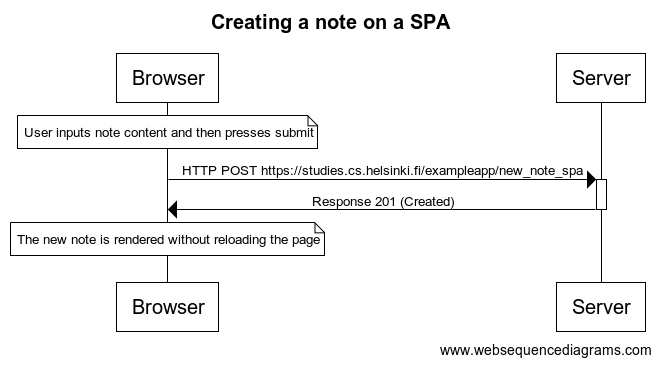 Creating a note on a SPA
Browser
Server
User inputs note content and then presses submit
HTTP POST https://studies.cs.helsinki.fi/exampleapp/new_note_spa
Response 201 (Created)
The new note is rendered without reloading the page
Browser
Server
www.websequencediagrams.com